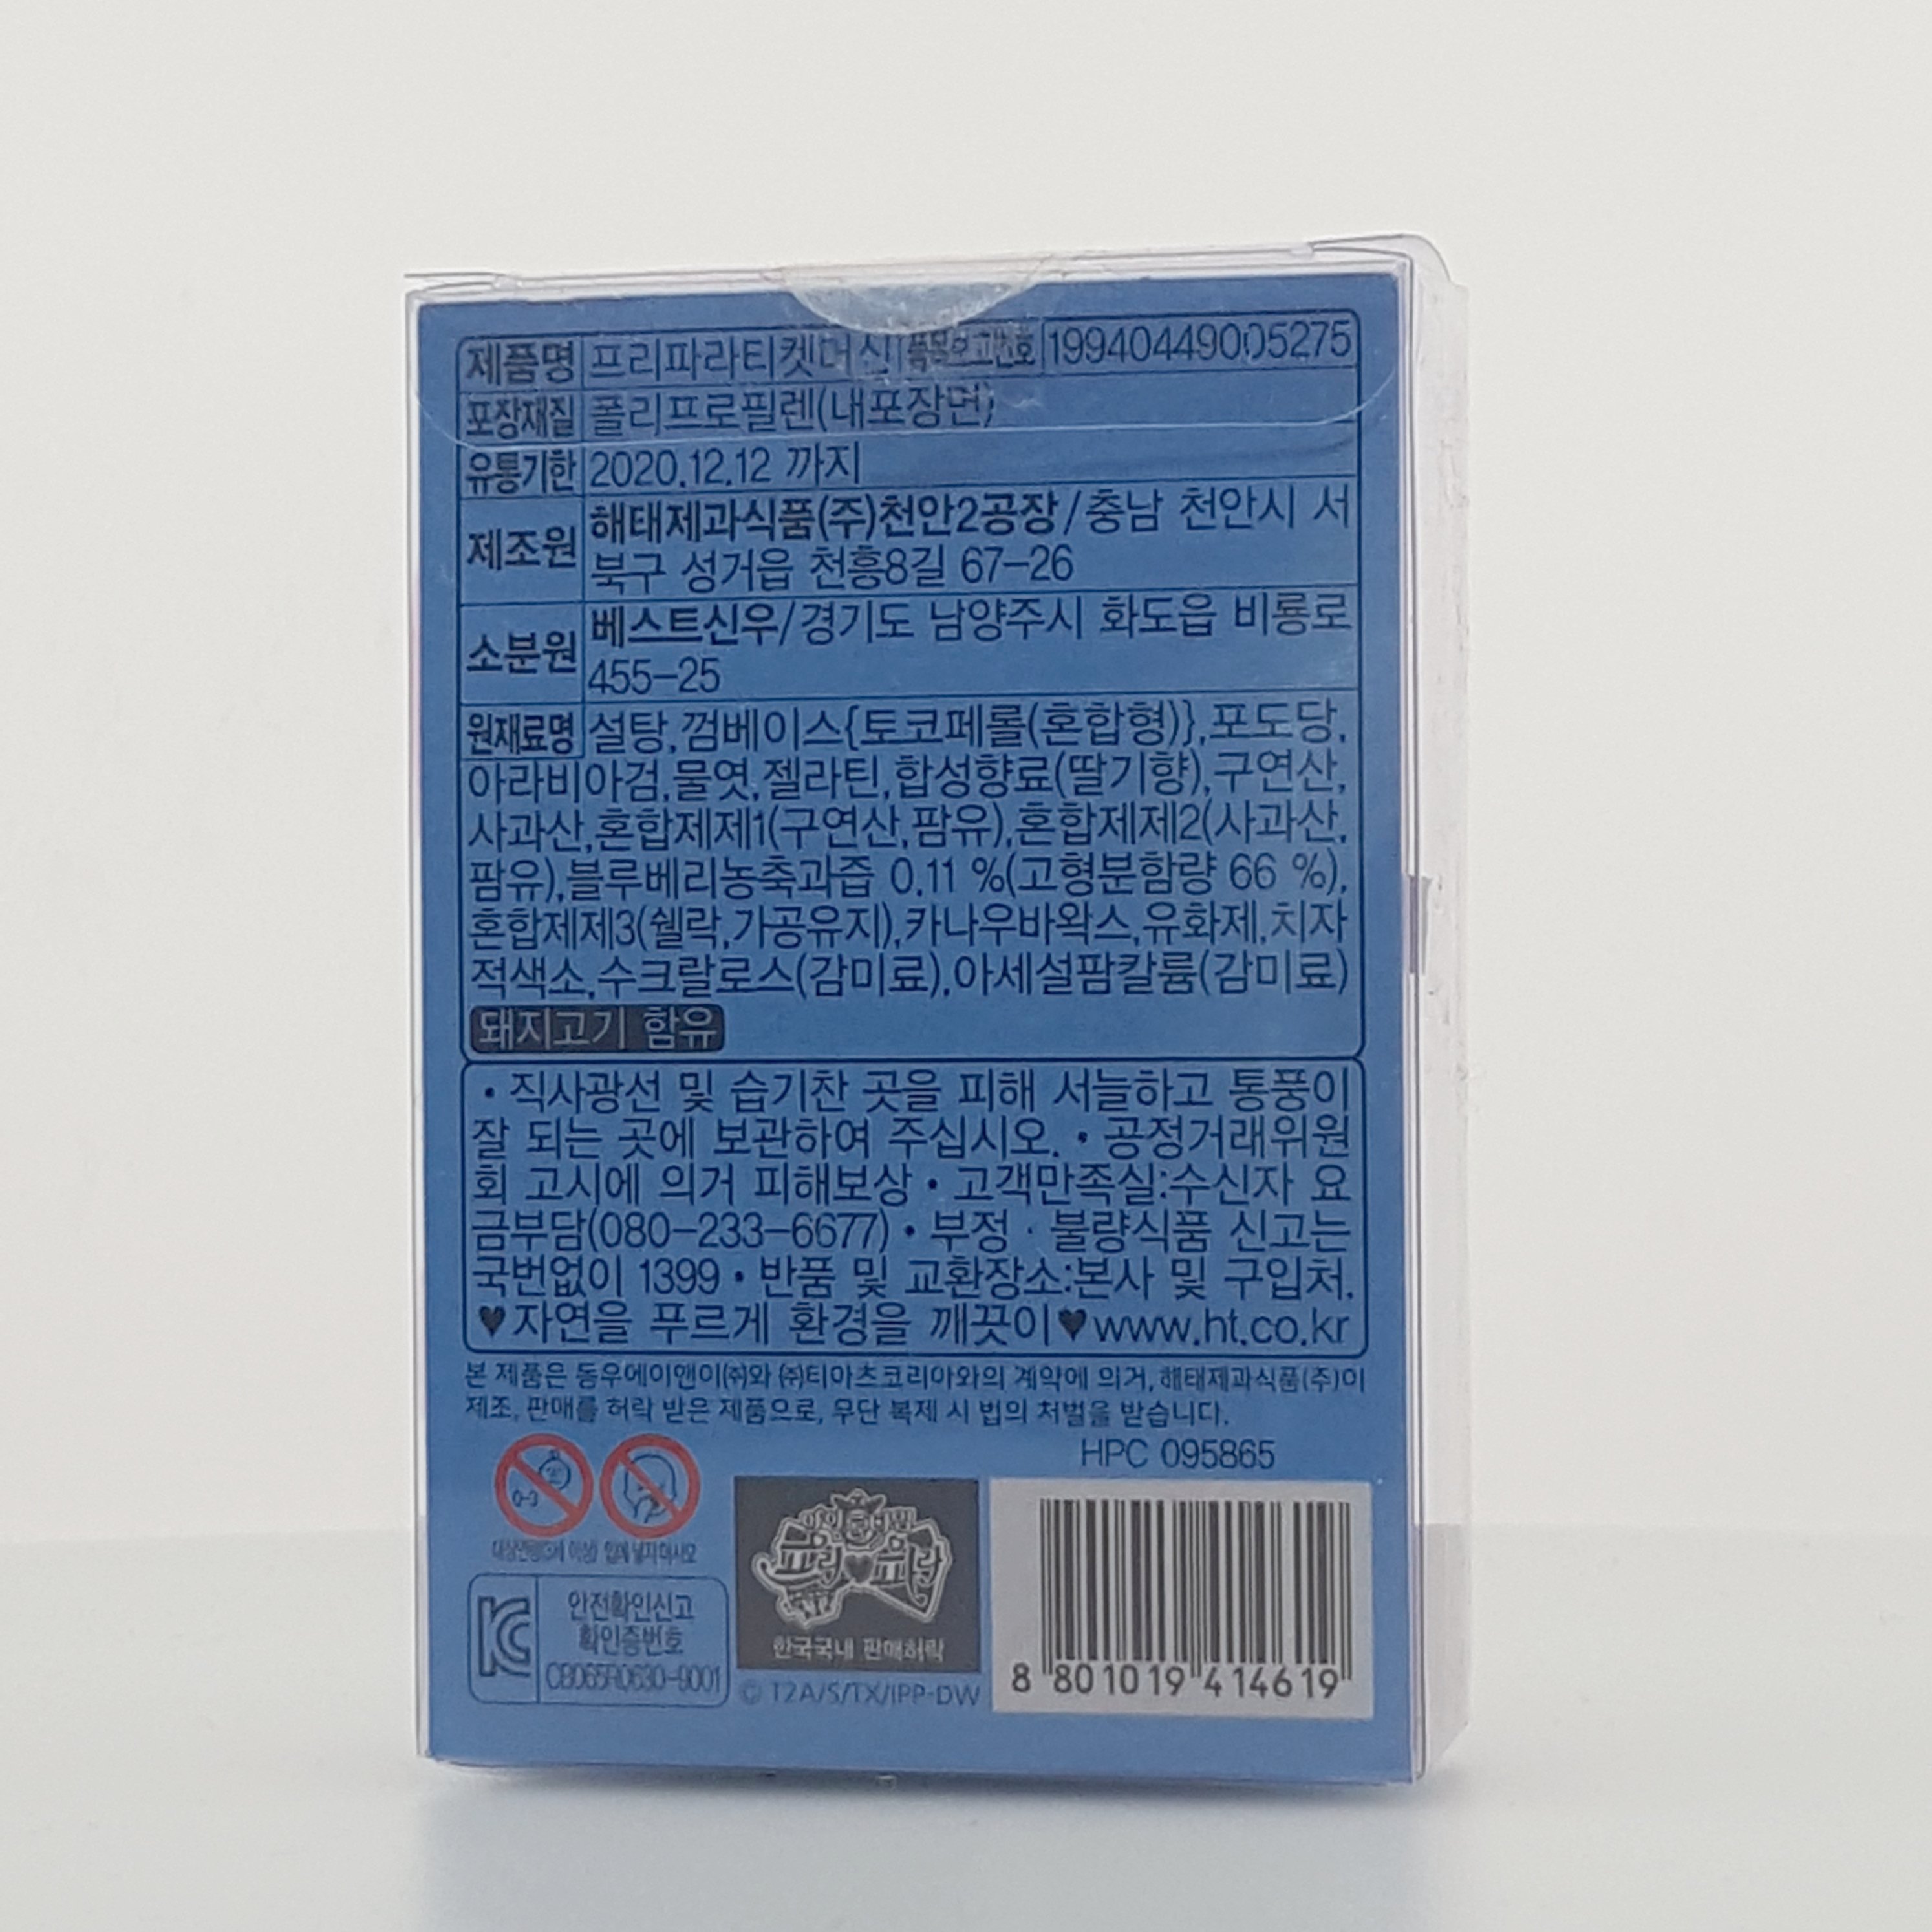 제품명 프리파라티켓머신 품목보고번호 19940449005275
포장재질 폴리프로필렌(내포장면)
유통기한 2020.12.12 까지
제조원 해태제과식품(주)천안2공장/충남 천안시 서
북구 성거읍 천흥8길 67-26
소분원 베스트신우/경기도 남양주시 화도읍 비룡로
455-25
원재료명 설탕,껌베이스{토코페롤(혼합형)},포도당,
아라비아검,물엿,젤라틴,합성향료(딸기향),구연산,
사과산,혼합제제1(구연산,팜유),혼합제제2(사과산,
팜유),블루베리농축과즙 0.11 %(고형분함량 66 %),
혼합제제3(쉘락,가공유지),카나우바왁스,유화제,치자
적색소,수크랄로스(감미료),아세설팜칼륨(감미료)
돼지고기 함유
• 직사광선 및 습기찬 곳을 피해 서늘하고 통풍이
잘 되는 곳에 보관하여 주십시오. • 공정거래위원
회 고시에 의거 피해보상 • 고객만족실:수신자 요
금부담(080-233-6677) • 부정 · 불량식품 신고는
국번없이 1399 • 반품 및 교환장소:본사 및 구입처.
♥자연을 푸르게 환경을 깨끗이♥www.ht.co.kr
본 제품은 동우에이앤이㈜와 ㈜티아츠코리아와의 계약에 의거, 해태제과식품(주)이
제조, 판매를 허락 받은 제품으로, 무단 복제 시 법의 처벌을 받습니다.
HPC 095865
0-3
입에 넣지 마시오
안전확인신고
확인증번호
CB065R0630-9001
아이돌타임
프리♥파라
한국국내 판매허락
© T2A/S/TX/IPP-DW
8 801019 414619